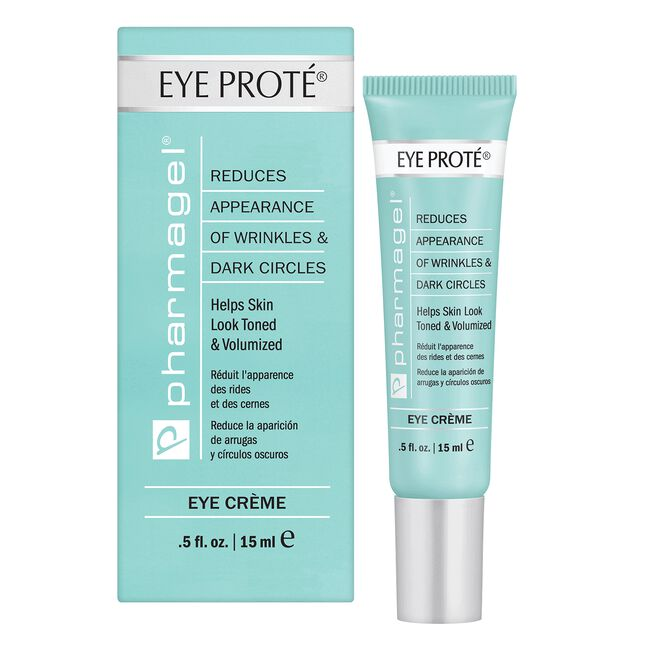 EYE PROTÉ®
pharmagel®
REDUCES
APPEARANCE
OF WRINKLES &
DARK CIRCLES
Helps Skin
Look Toned
& Volumized
Réduit l'apparence
des rides
et des cernes
Reduce la aparición
de arrugas
y círculos oscuros
EYE CRÈME
.5 fl. oz. | 15 ml ℮
EYE PROTÉ®
pharmagel®
REDUCES
APPEARANCE
OF WRINKLES &
DARK CIRCLES
Helps Skin Look
Toned & Volumized
Réduit l'apparence
des rides et des cernes
Reduce la aparición de
arrugas y círculos oscuros
EYE CRÈME
.5 fl. oz. | 15 ml ℮